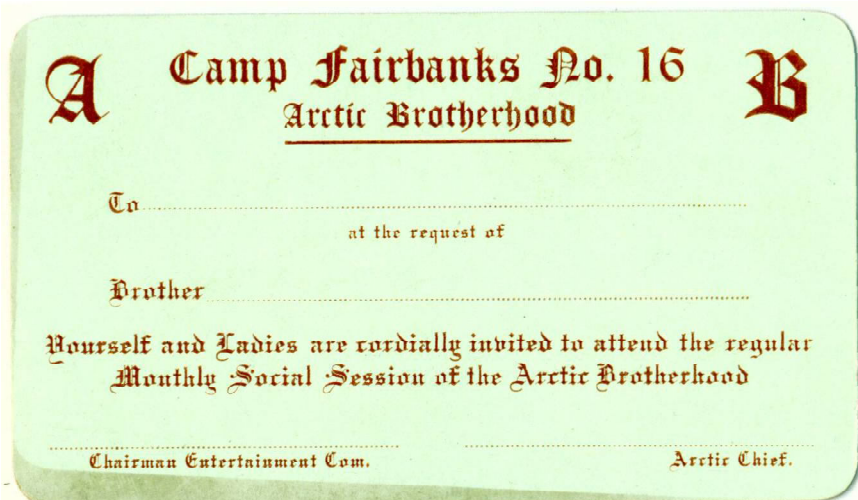 A Camp Fairbanks No. 16 B
Arctic Brotherhood
To
at the request of
Brother
Yourself and Ladies are cordially invited to attend the regular
Monthly Social Session of the Arctic Brotherhood
Chairman Entertainment Com. Arctic Chief.